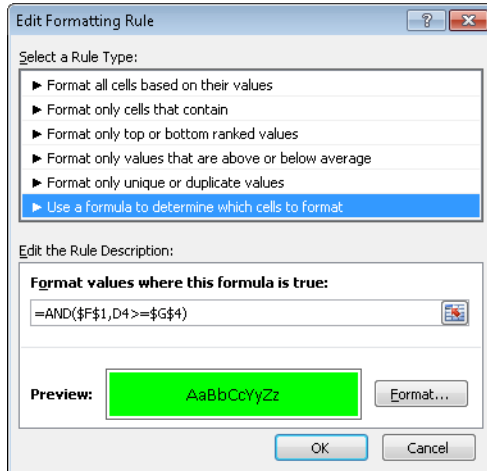 Edit Formatting Rule
Select a Rule Type:
► Format all cells based on their values
► Format only cells that contain
► Format only top or bottom ranked values
► Format only values that are above or below average
► Format only unique or duplicate values
► Use a formula to determine which cells to format
Edit the Rule Description:
Format values where this formula is true:
=AND($F$1,D4>=$G$4)
Preview:
AaBbCcYyZz
Format...
OK
Cancel